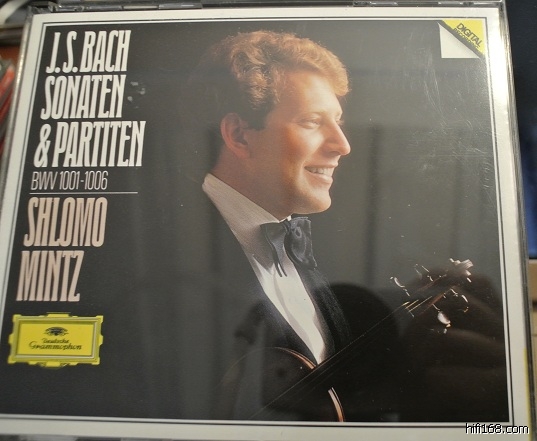 J.S. BACH
SONATEN
& PARTITEN
BWV 1001-1006
SHLOMO
MINTZ
Deutsche
Grammophon
DIGITAL
hifi168.com